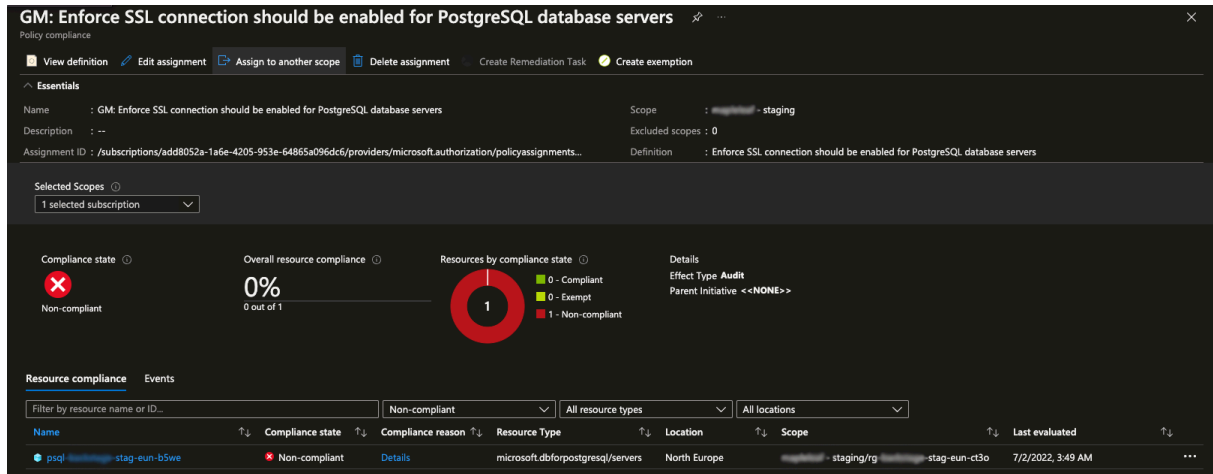 GM: Enforce SSL connection should be enabled for PostgreSQL database servers ...
Policy compliance
View definition Edit assignment Assign to another scope Delete assignment Create Remediation Task Create exemption
Essentials
Name : GM: Enforce SSL connection should be enabled for PostgreSQL database servers Scope : - staging
Description : -- Excluded scopes : 0
Assignment ID : /subscriptions/add8052a-1a6e-4205-953e-64865a096dc6/providers/microsoft.authorization/policyassignments... Definition : Enforce SSL connection should be enabled for PostgreSQL database servers
Selected Scopes
1 selected subscription
Compliance state Overall resource compliance Resources by compliance state Details
Non-compliant 0% 0 out of 1 1 0 - Compliant 0 - Exempt 1 - Non-compliant Effect Type Audit
Parent Initiative <<NONE>>
Resource compliance Events
Filter by resource name or ID... Non-compliant All resource types All locations
Name Compliance state Compliance reason Resource Type Location Scope Last evaluated
psql -stag-eun-b5we Non-compliant Details microsoft.dbforpostgresql/servers North Europe - staging/rg- -stag-eun-ct3o 7/2/2022, 3:49 AM ...